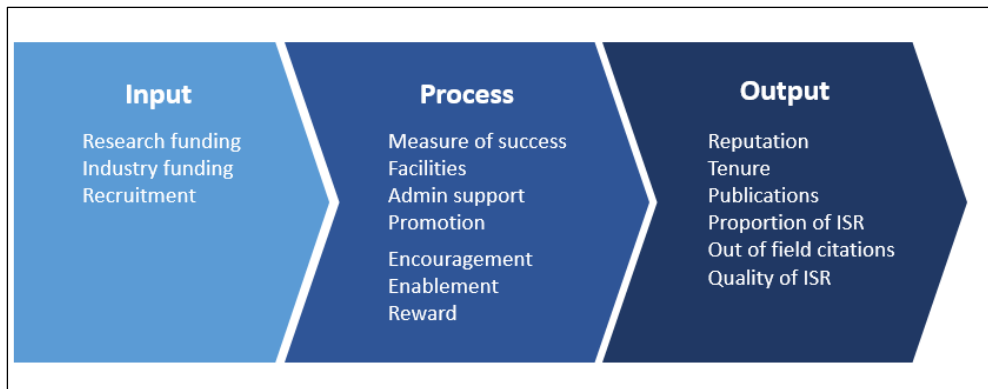 Input
Research funding
Industry funding
Recruitment
Process
Measure of success
Facilities
Admin support
Promotion
Encouragement
Enablement
Reward
Output
Reputation
Tenure
Publications
Proportion of ISR
Out of field citations
Quality of ISR